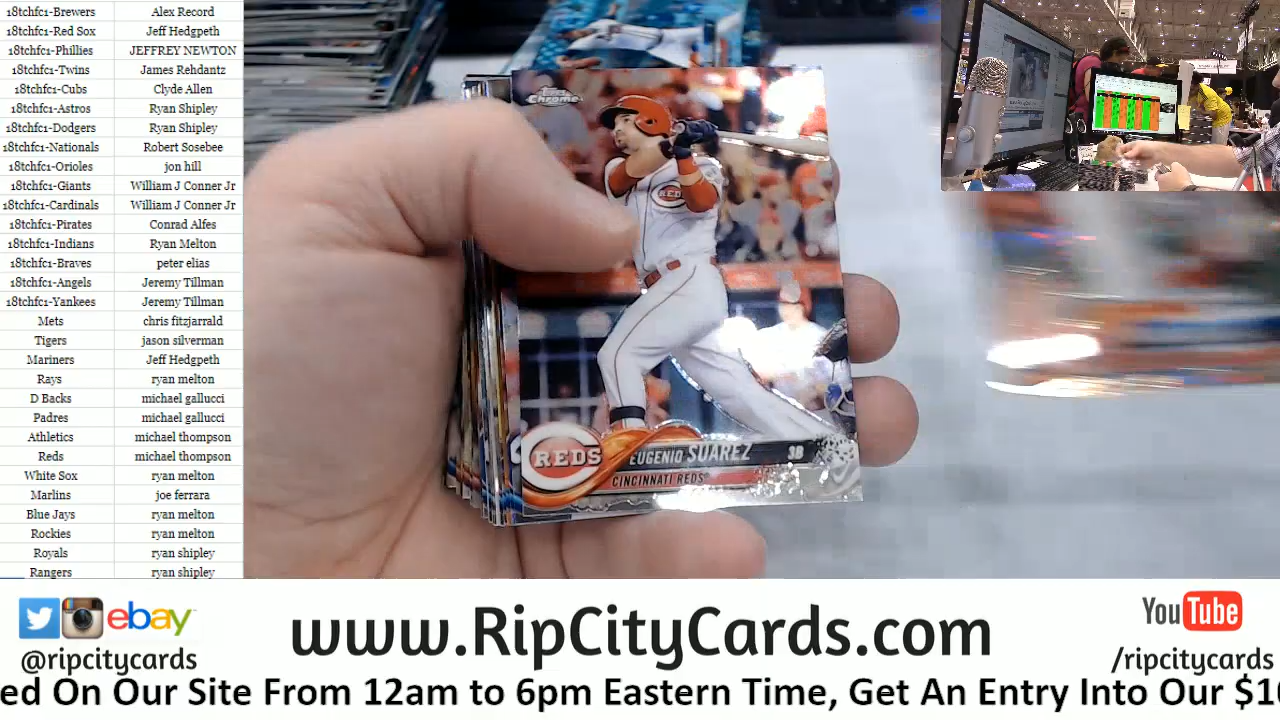 18tchfc1-Brewers Alex Record
18tchfc1-Red Sox Jeff Hedgpeth
18tchfc1-Phillies JEFFREY NEWTON
18tchfc1-Twins James Rehdantz
18tchfc1-Cubs Clyde Allen
18tchfc1-Astros Ryan Shipley
18tchfc1-Dodgers Ryan Shipley
18tchfc1-Nationals Robert Sosebee
18tchfc1-Orioles jon hill
18tchfc1-Giants William J Conner Jr
18tchfc1-Cardinals William J Conner Jr
18tchfc1-Pirates Conrad Alfes
18tchfc1-Indians Ryan Melton
18tchfc1-Braves peter elias
18tchfc1-Angels Jeremy Tillman
18tchfc1-Yankees Jeremy Tillman
Mets chris fitzjarrald
Tigers jason silverman
Mariners Jeff Hedgpeth
Rays ryan melton
D Backs michael gallucci
Padres michael gallucci
Athletics michael thompson
Reds michael thompson
White Sox ryan melton
Marlins joe ferrara
Blue Jays ryan melton
Rockies ryan melton
Royals ryan shipley
Rangers ryan shipley
Topps Chrome
REDS
REDS
EUGENIO SUAREZ 3B
CINCINNATI REDS
ebay
@ripcitycards
www.RipCityCards.com
YouTube
/ripcitycards
ed On Our Site From 12am to 6pm Eastern Time, Get An Entry Into Our $10